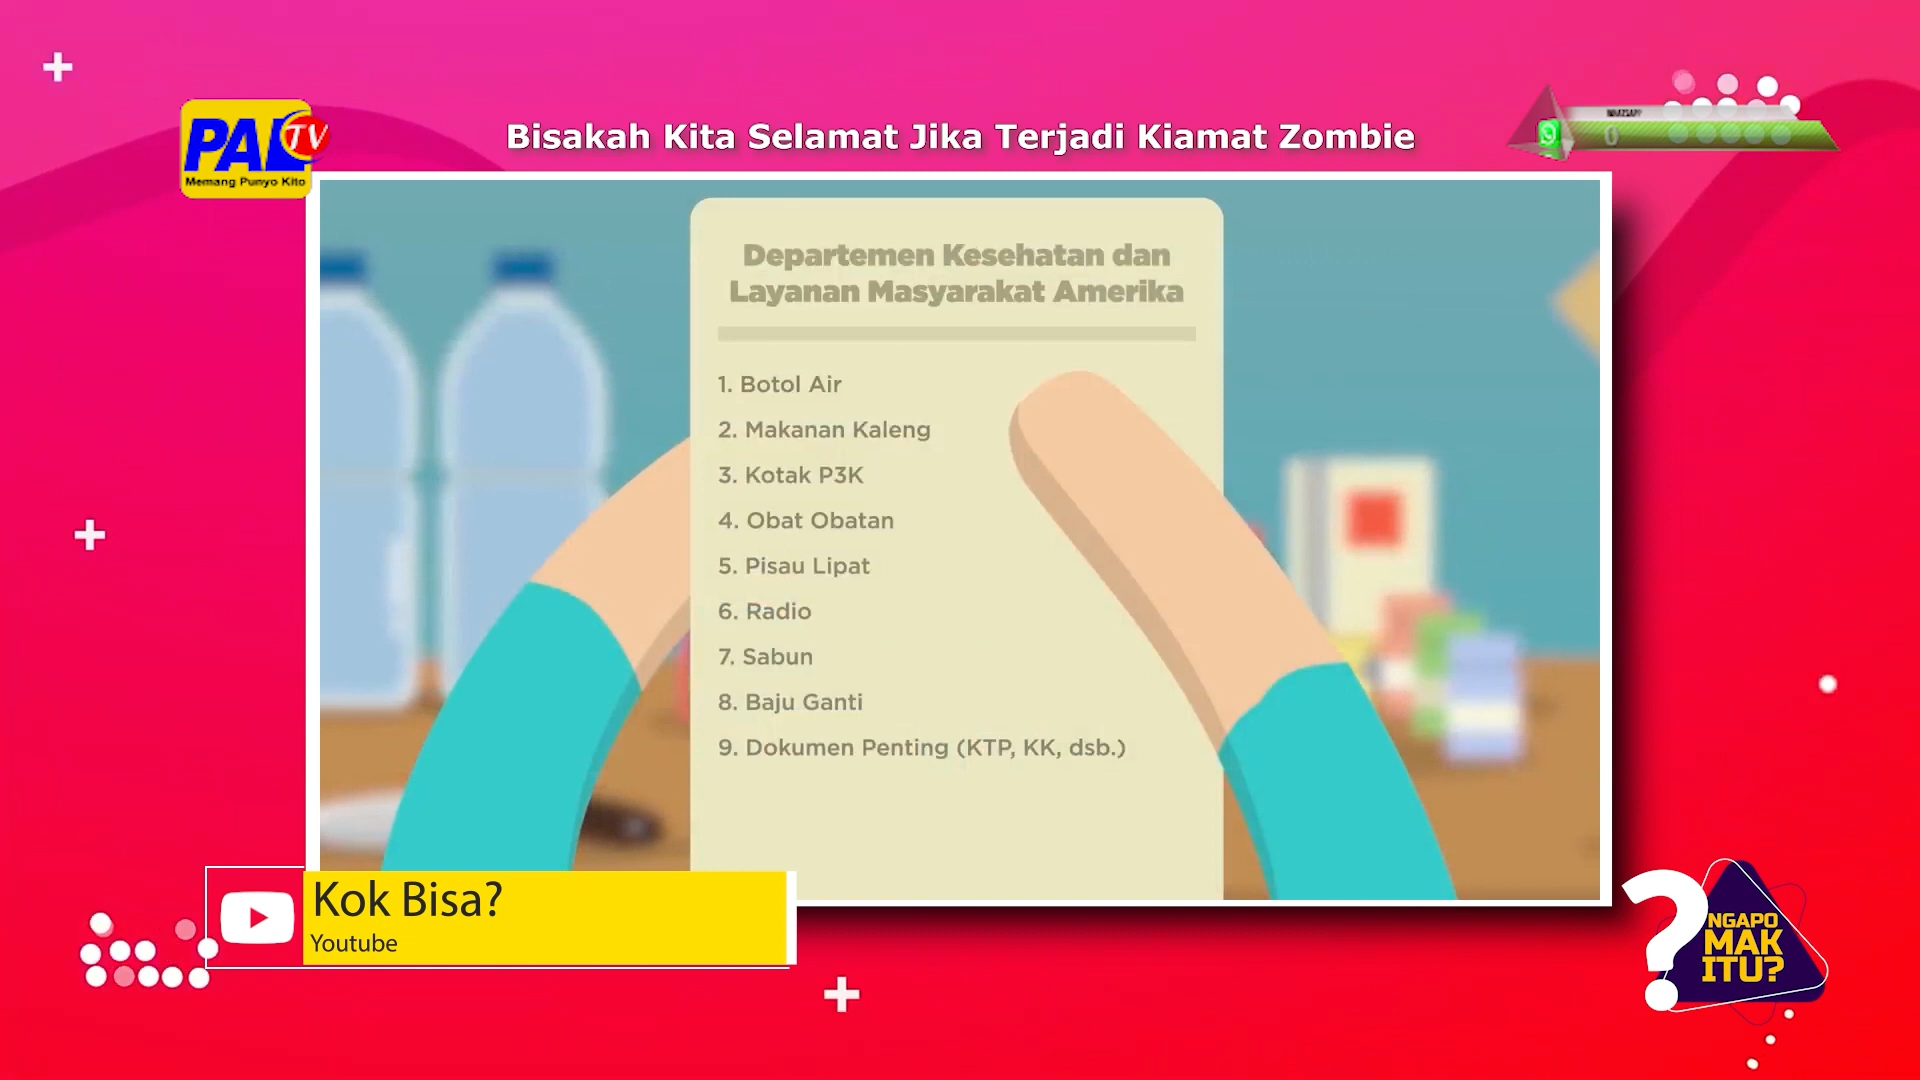 PAL TV
Memang Punyo Kito
Bisakah Kita Selamat Jika Terjadi Kiamat Zombie
WHATSAPP
0
Departemen Kesehatan dan
Layanan Masyarakat Amerika
1. Botol Air
2. Makanan Kaleng
3. Kotak P3K
4. Obat Obatan
5. Pisau Lipat
6. Radio
7. Sabun
8. Baju Ganti
9. Dokumen Penting (KTP, KK, dsb.)
Kok Bisa?
Youtube
NGAPO
MAK
ITU?